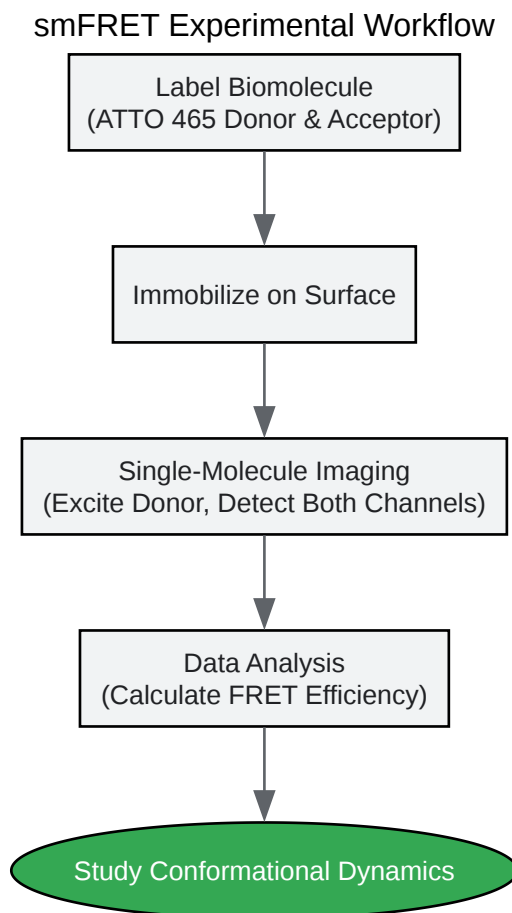 smFRET Experimental Workflow
Label Biomolecule
(ATTO 465 Donor & Acceptor)
Immobilize on Surface
Single-Molecule Imaging
(Excite Donor, Detect Both Channels)
Data Analysis
(Calculate FRET Efficiency)
Study Conformational Dynamics